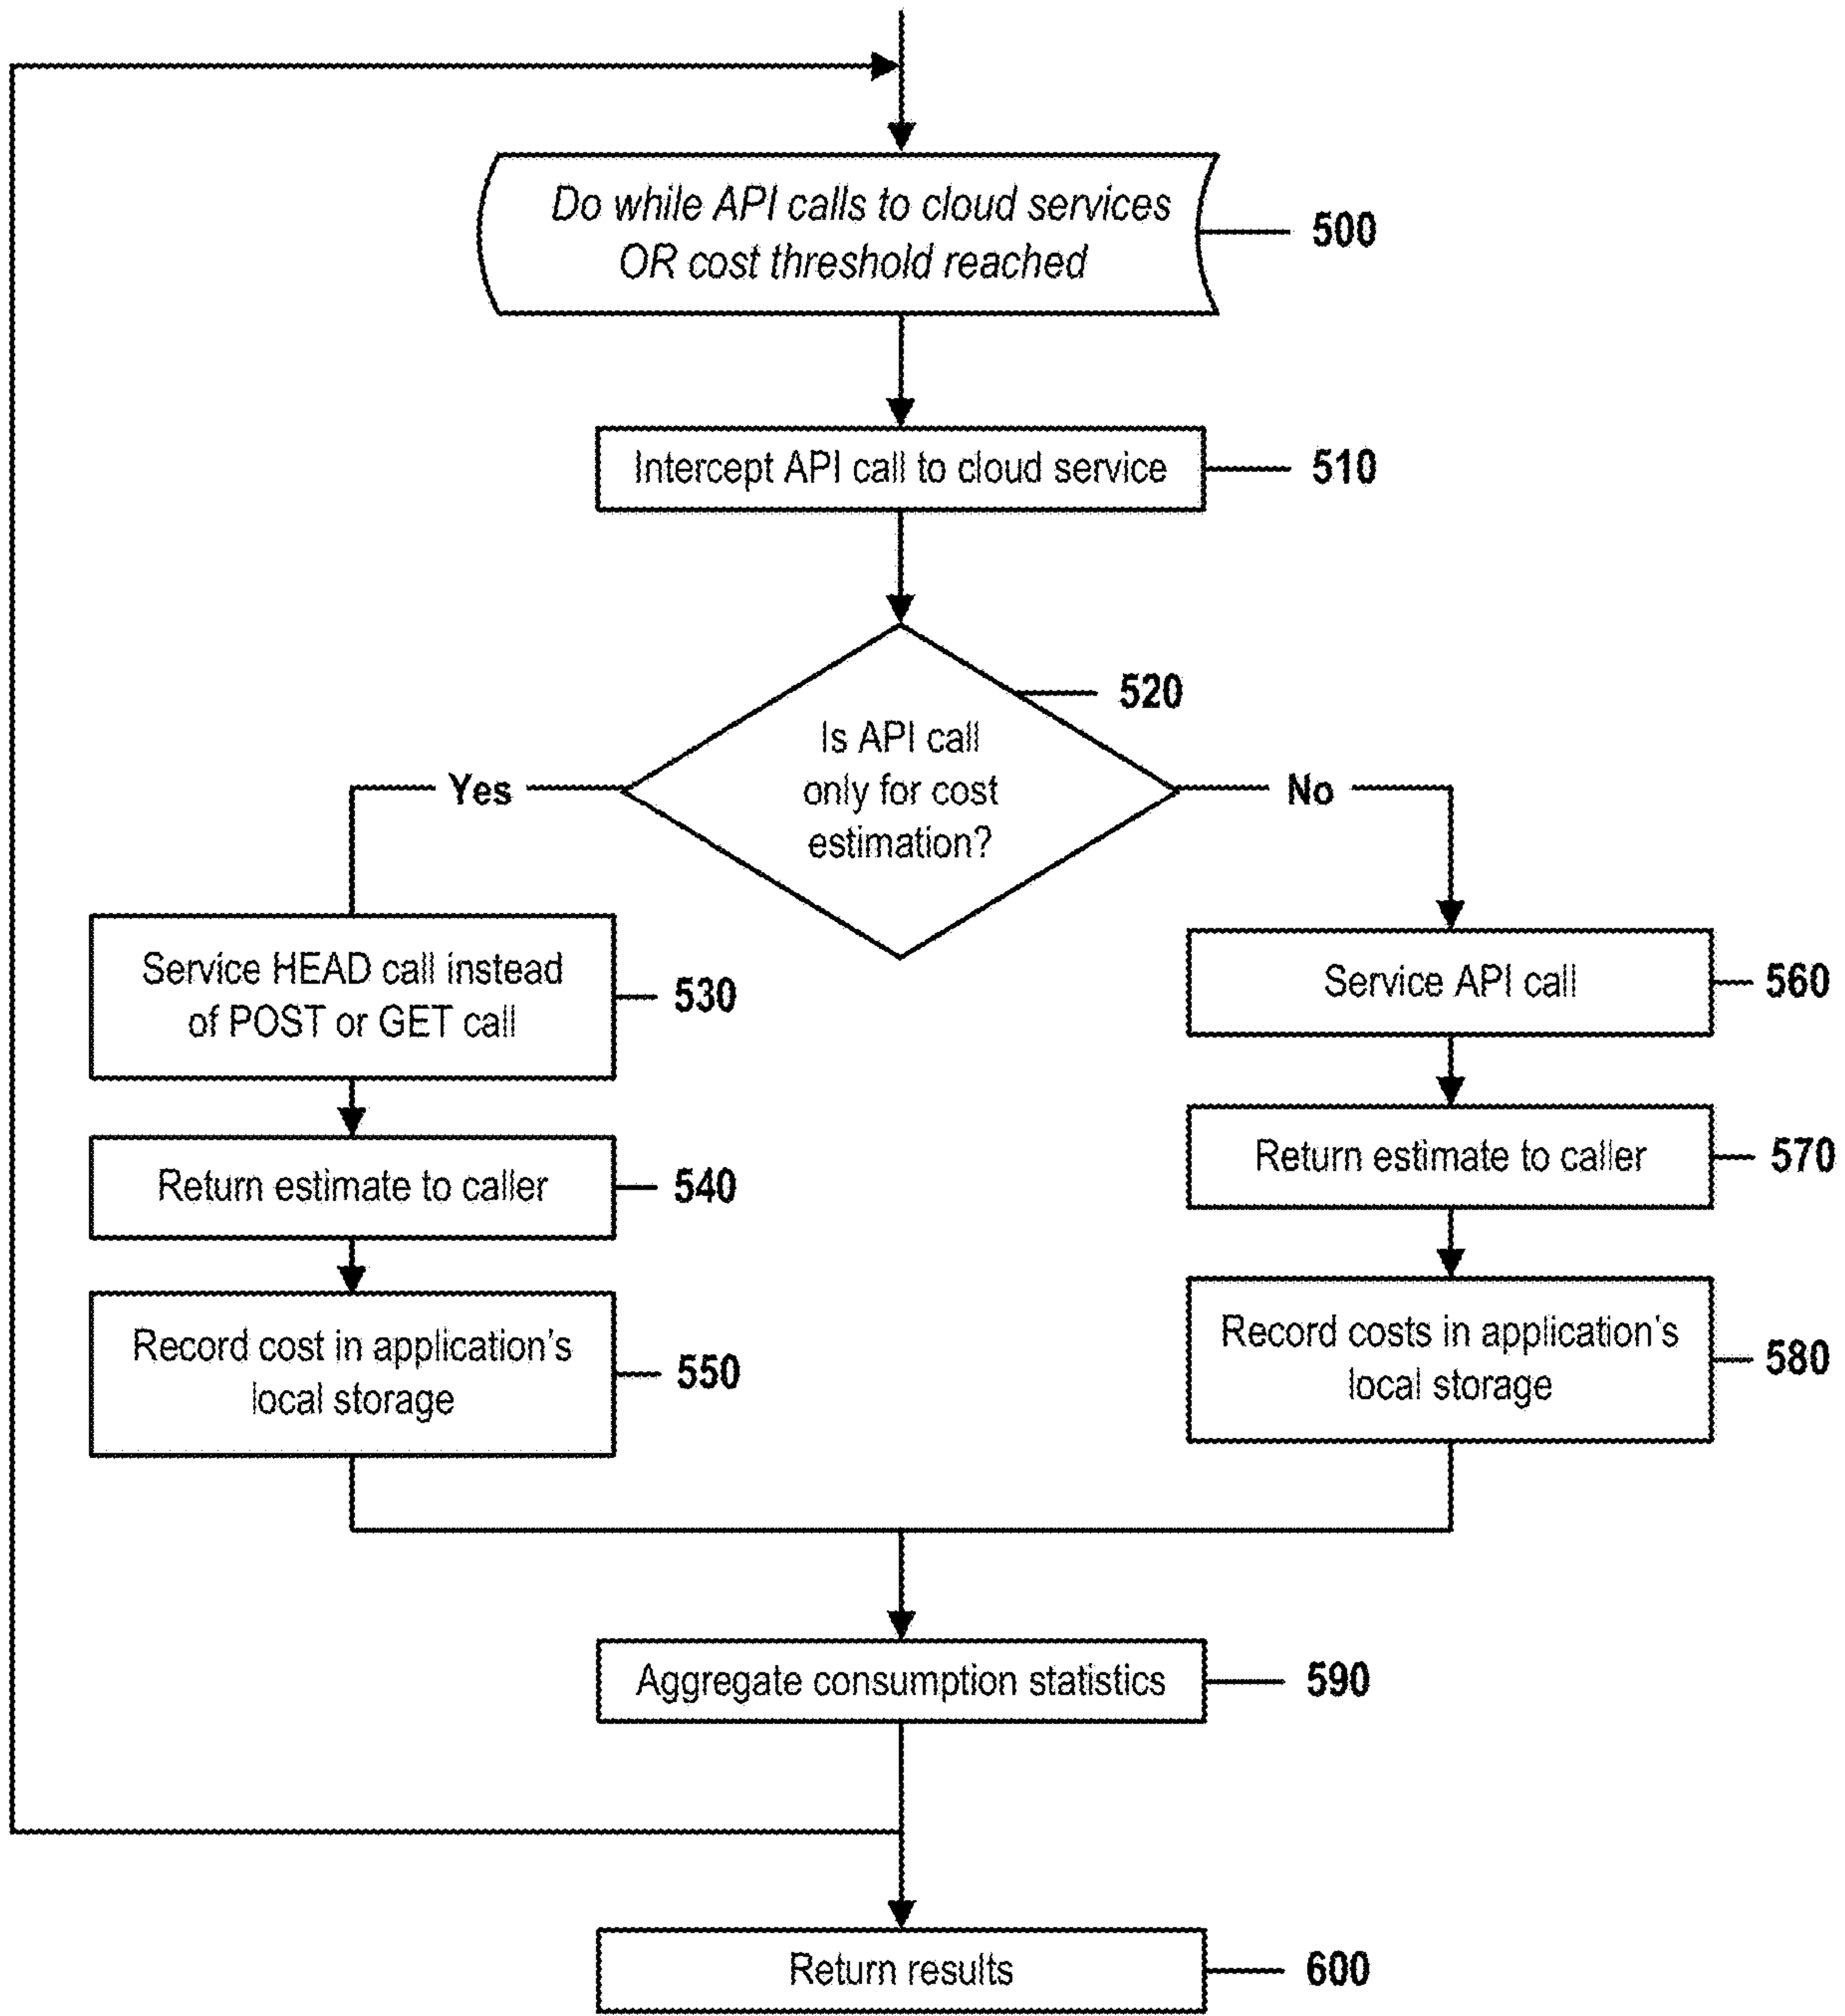 Do while API calls to cloud services
OR cost threshold reached
500
Intercept API call to cloud service
510
520
Is API call
only for cost
estimation?
Yes
No
Service HEAD call instead
of POST or GET call
530
Service API call
560
Return estimate to caller
540
Return estimate to caller
570
Record cost in application's
local storage
550
Record costs in application's
local storage
580
Aggregate consumption statistics
590
Return results
600